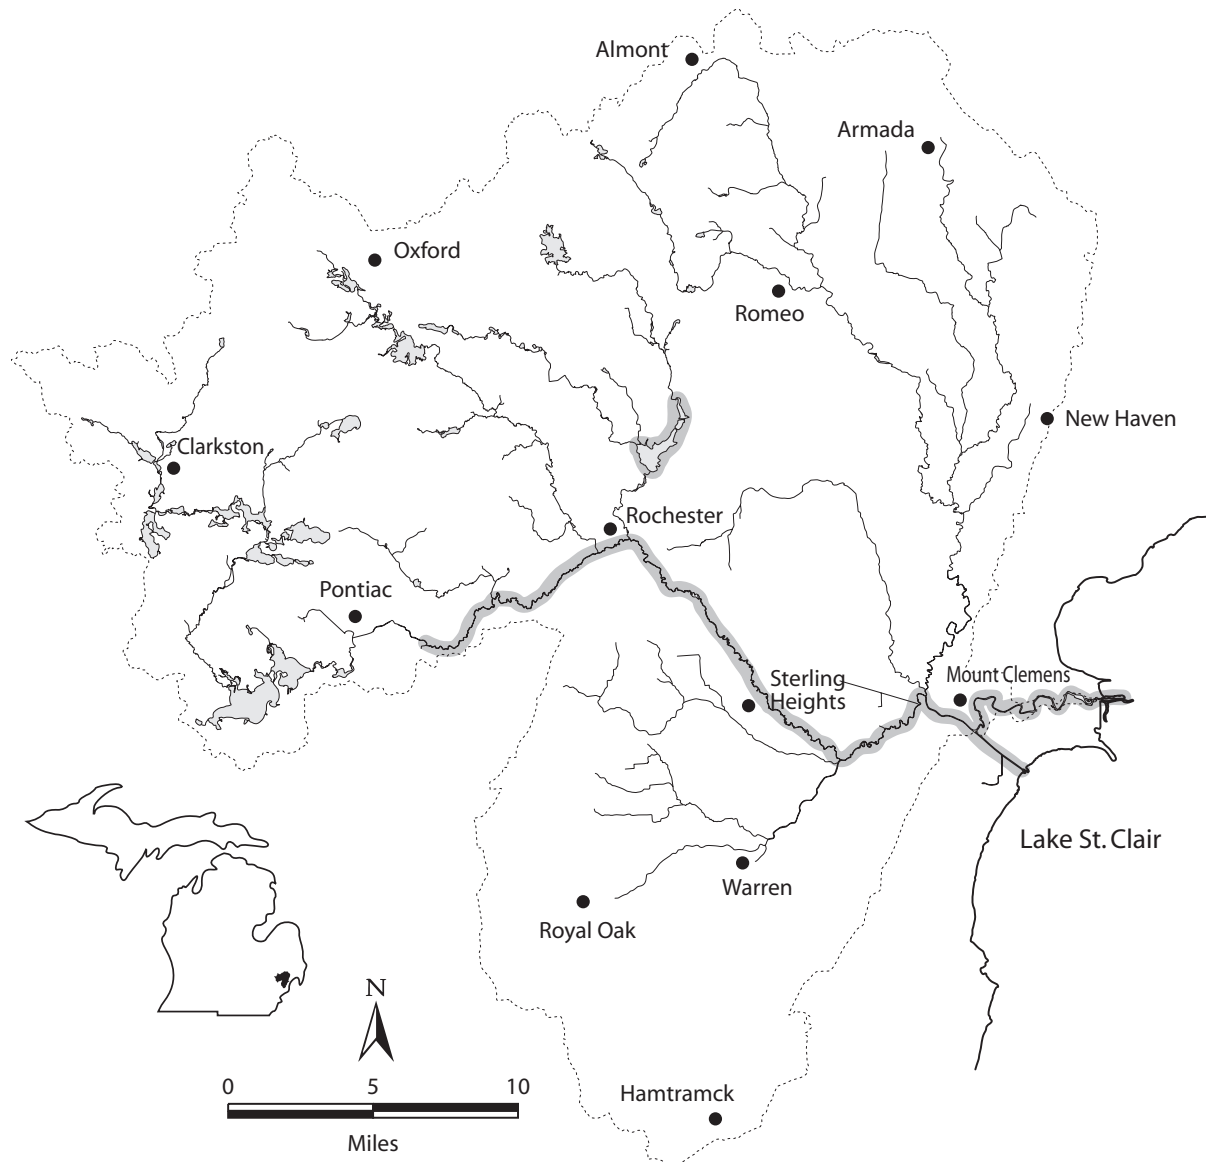 Almont
Armada
Oxford
Romeo
New Haven
Clarkston
Rochester
Pontiac
Sterling
Heights
Mount Clemens
Lake St. Clair
Warren
Royal Oak
N
0 5 10
Miles
Hamtramck